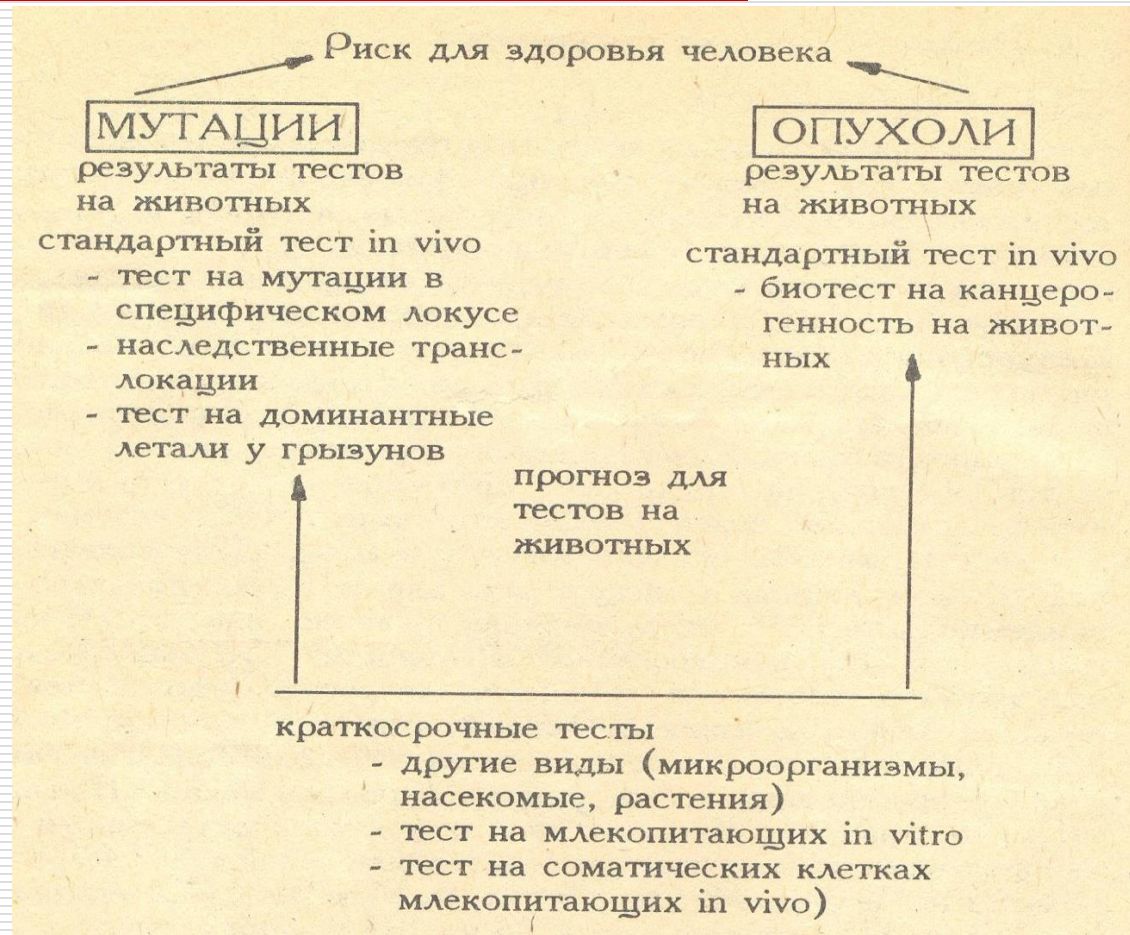 Риск для здоровья человека
МУТАЦИИ
результаты тестов
на животных
стандартный тест in vivo
- тест на мутации в
специфическом локусе
- наследственные транс-
локации
- тест на доминантные
летали у грызунов
ОПУХОЛИ
результаты тестов
на животных
стандартный тест in vivo
- биотест на канцеро-
генность на живот-
ных
прогноз для
тестов на
животных
краткосрочные тесты
- другие виды (микроорганизмы,
насекомые, растения)
- тест на млекопитающих in vitro
- тест на соматических клетках
млекопитающих in vivo)